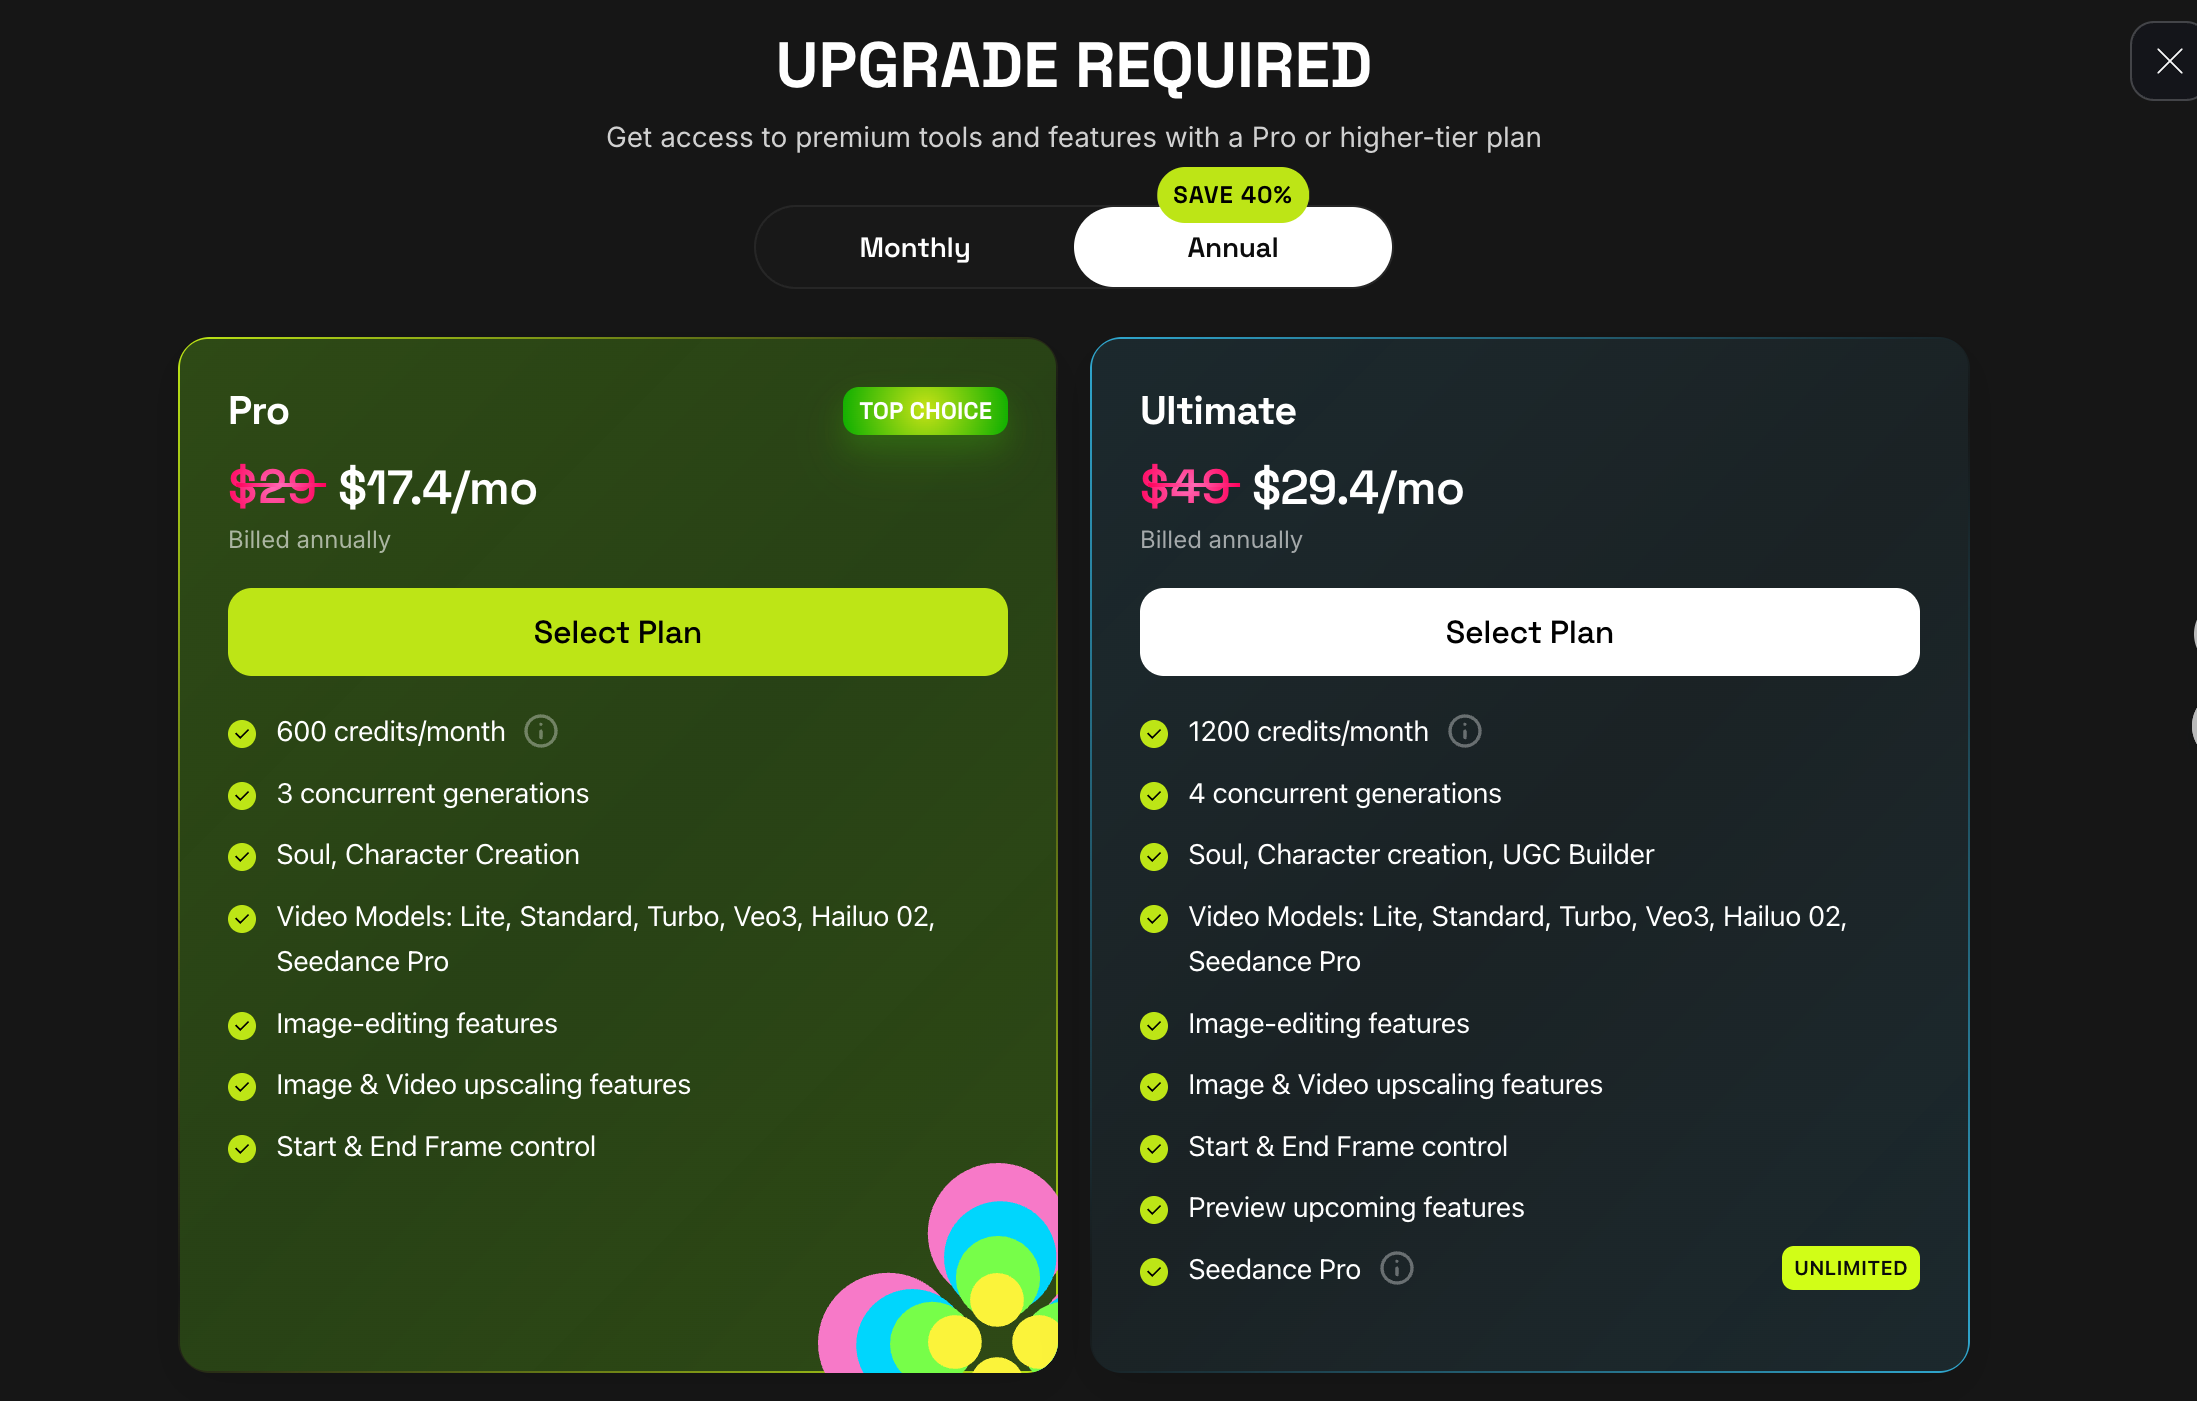 UPGRADE REQUIRED
Get access to premium tools and features with a Pro or higher-tier plan
SAVE 40%
Monthly
Annual
Pro
TOP CHOICE
$29 $17.4/mo
Billed annually
Select Plan
600 credits/month
3 concurrent generations
Soul, Character Creation
Video Models: Lite, Standard, Turbo, Veo3, Hailuo 02,
Seedance Pro
Image-editing features
Image & Video upscaling features
Start & End Frame control
Ultimate
$49 $29.4/mo
Billed annually
Select Plan
1200 credits/month
4 concurrent generations
Soul, Character creation, UGC Builder
Video Models: Lite, Standard, Turbo, Veo3, Hailuo 02,
Seedance Pro
Image-editing features
Image & Video upscaling features
Start & End Frame control
Preview upcoming features
Seedance Pro
UNLIMITED